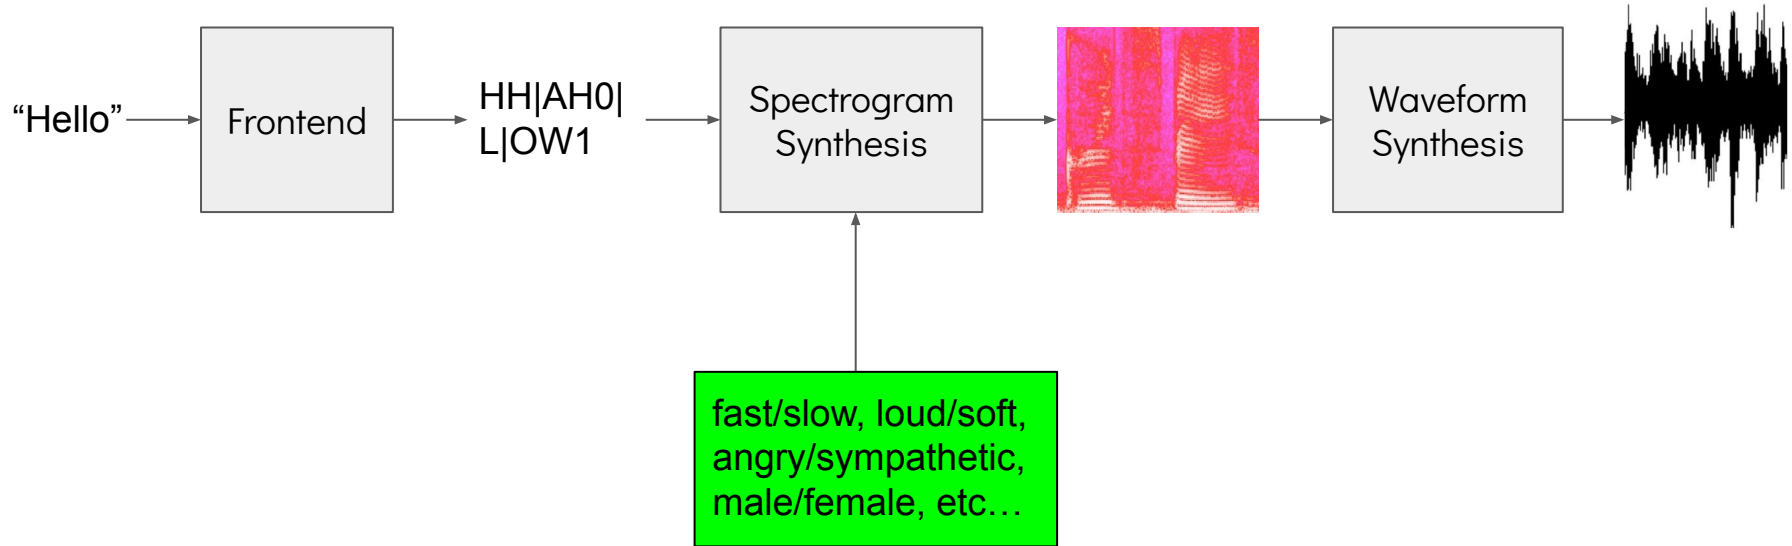 “Hello”
Frontend
HH|AH0|
L|OW1
Spectrogram
Synthesis
Waveform
Synthesis
fast/slow, loud/soft,
angry/sympathetic,
male/female, etc…